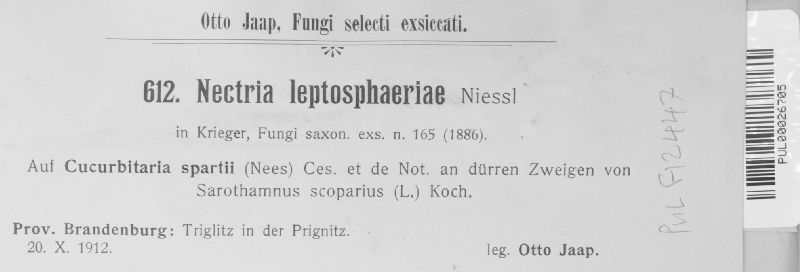 Otto Jaap, Fungi selecti exsiccati.
612. Nectria leptosphaeriae Niessl
in Krieger, Fungi saxon. exs. n. 165 (1886).
Auf Cucurbitaria spartii (Nees) Ces. et de Not. an dürren Zweigen von
Sarothamnus scoparius (L.) Koch.
Prov. Brandenburg: Triglitz in der Prignitz.
20. X. 1912.
leg. Otto Jaap.
PUL F12447
PUL00026705